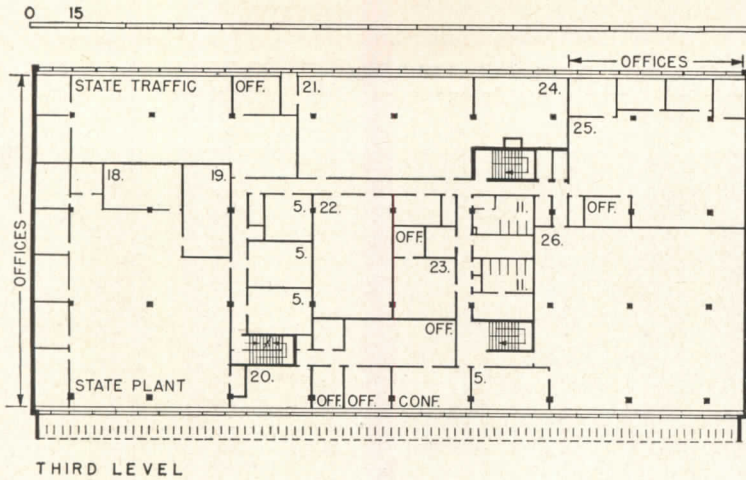 0 15
OFFICES
STATE TRAFFIC OFF. 21. 24.
25.
18. 19.
5. 22. 11. OFF.
OFF. 26.
5. 23.
11.
OFFICES
5.
OFF.
20. 5.
STATE PLANT OFF. OFF. CONF.
THIRD LEVEL